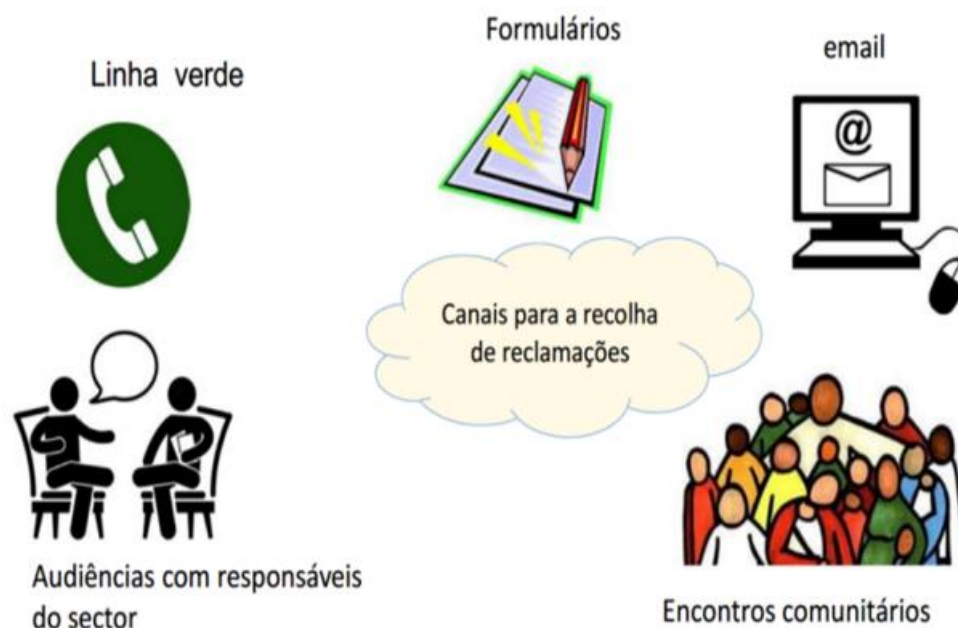 Formulários
email
Linha verde
@
Canais para a recolha
de reclamações
Audiências com responsáveis
do sector
Encontros comunitários